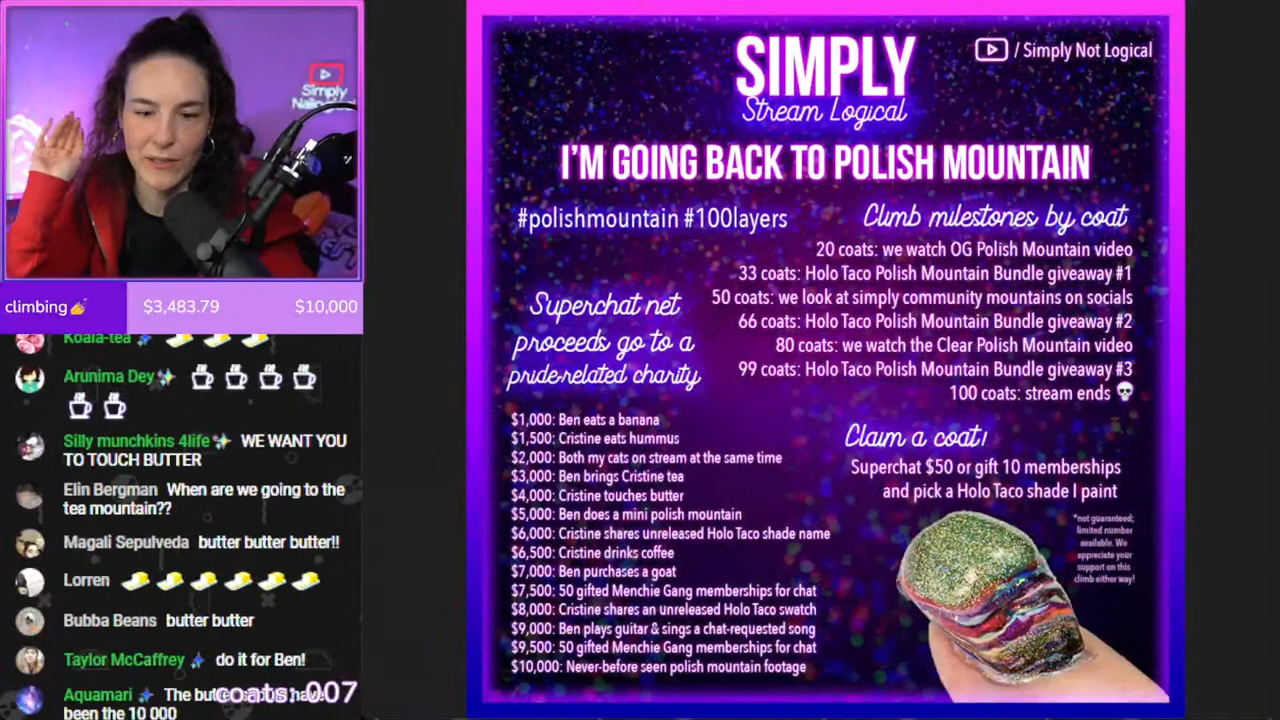 Simply
climbing
$3,483.79
$10,000
Koala-tea
Arunima Dey
Silly munchkins 4life WE WANT YOU
TO TOUCH BUTTER
Elin Bergman When are we going to the
tea mountain??
Magali Sepulveda butter butter butter!!
Lorren
Bubba Beans butter butter
Taylor McCaffrey do it for Ben!
Aquamari The
been the 10 000
coats: 007
SIMPLY
Stream Logical
/ Simply Not Logical
I'M GOING BACK TO POLISH MOUNTAIN
#polishmountain #100layers
Climb milestones by coat
20 coats: we watch OG Polish Mountain video
33 coats: Holo Taco Polish Mountain Bundle giveaway #1
50 coats: we look at simply community mountains on socials
66 coats: Holo Taco Polish Mountain Bundle giveaway #2
80 coats: we watch the Clear Polish Mountain video
99 coats: Holo Taco Polish Mountain Bundle giveaway #3
100 coats: stream ends
Superchat net
proceeds go to a
pride-related charity
$1,000: Ben eats a banana
$1,500: Cristine eats hummus
$2,000: Both my cats on stream at the same time
$3,000: Ben brings Cristine tea
$4,000: Cristine touches butter
$5,000: Ben does a mini polish mountain
$6,000: Cristine shares unreleased Holo Taco shade name
$6,500: Cristine drinks coffee
$7,000: Ben purchases a goat
$7,500: 50 gifted Menchie Gang memberships for chat
$8,000: Cristine shares an unreleased Holo Taco swatch
$9,000: Ben plays guitar & sings a chat-requested song
$9,500: 50 gifted Menchie Gang memberships for chat
$10,000: Never-before seen polish mountain footage
Claim a coat!
Superchat $50 or gift 10 memberships
and pick a Holo Taco shade I paint
*not guaranteed;
limited number
available. We
appreciate your
support on this
climb either way!